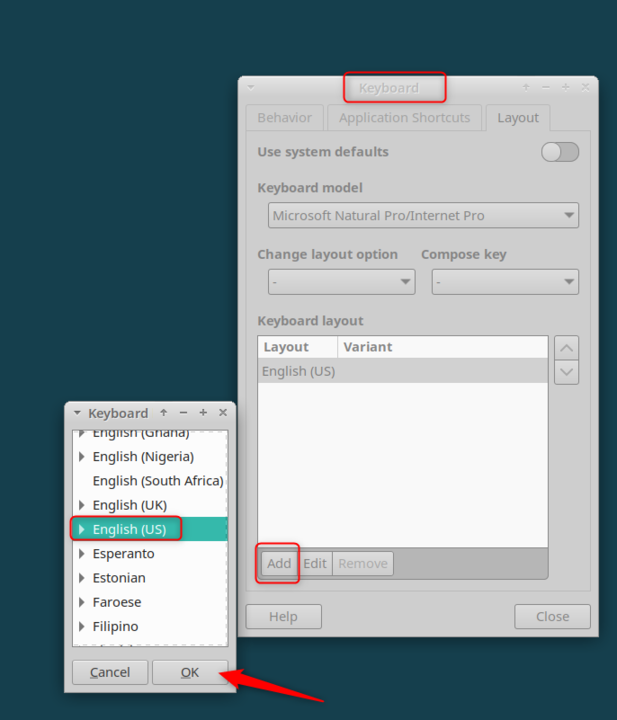 Keyboard
Behavior
Application Shortcuts
Layout
Use system defaults
Keyboard model
Microsoft Natural Pro/Internet Pro
Change layout option
Compose key
-
-
Keyboard layout
Layout
Variant
English (US)
Add
Edit
Remove
Help
Close
Keyboard
English (Ghana)
English (Nigeria)
English (South Africa)
English (UK)
English (US)
Esperanto
Estonian
Faroese
Filipino
Cancel
OK